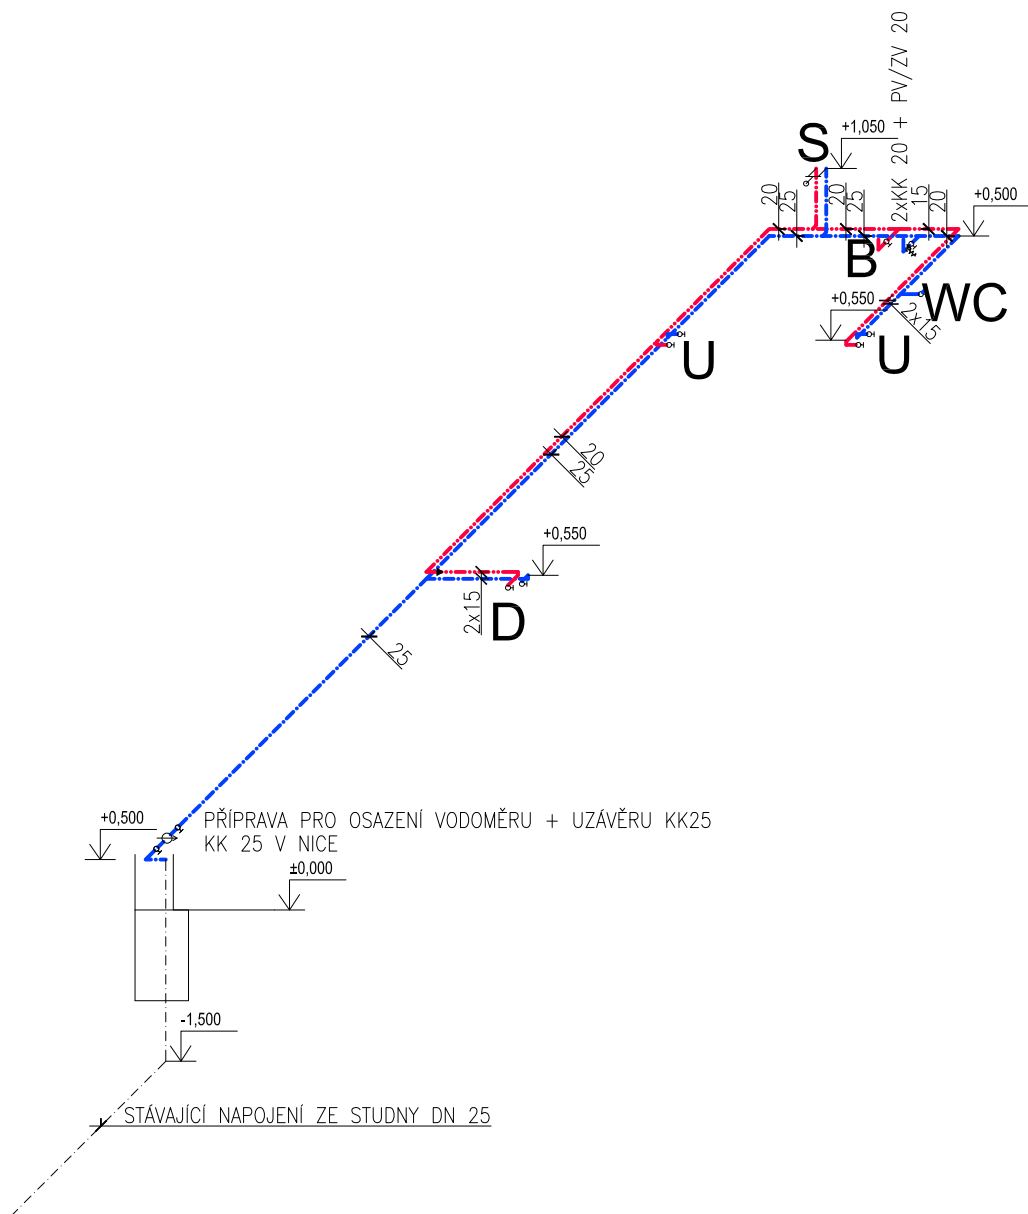 2xKK 20 + PV/ZV 20
S
+1,050
+0,500
20
25
20
25
15
20
B
WC
+0,550
2x15
U
U
20
25
+0,550
2x15
D
25
+0,500
PŘÍPRAVA PRO OSAZENÍ VODOMĚRU + UZÁVĚRU KK25
KK 25 V NICE
±0,000
-1,500
STÁVAJÍCÍ NAPOJENÍ ZE STUDNY DN 25